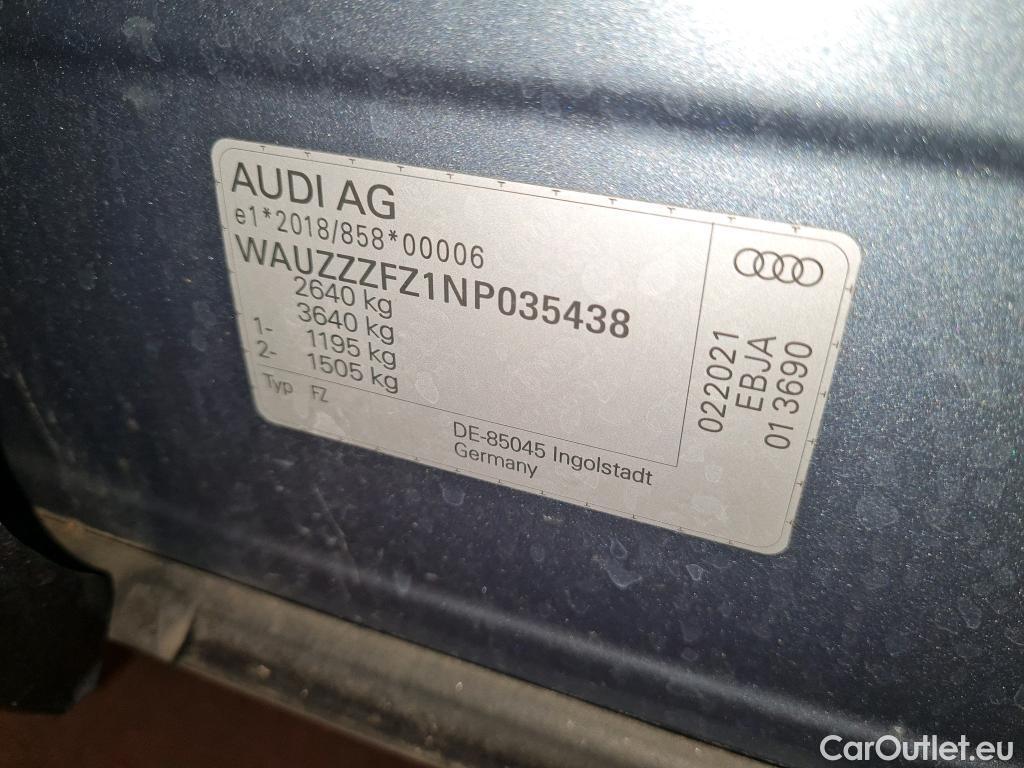 AUDI AG
e1*2018/858*00006
WAUZZZFZ1NP035438
2640 kg
3640 kg
1- 1195 kg
2- 1505 kg
Typ FZ
DE-85045 Ingolstadt
Germany
022021
EBJA
01 3690
CarOutlet.eu